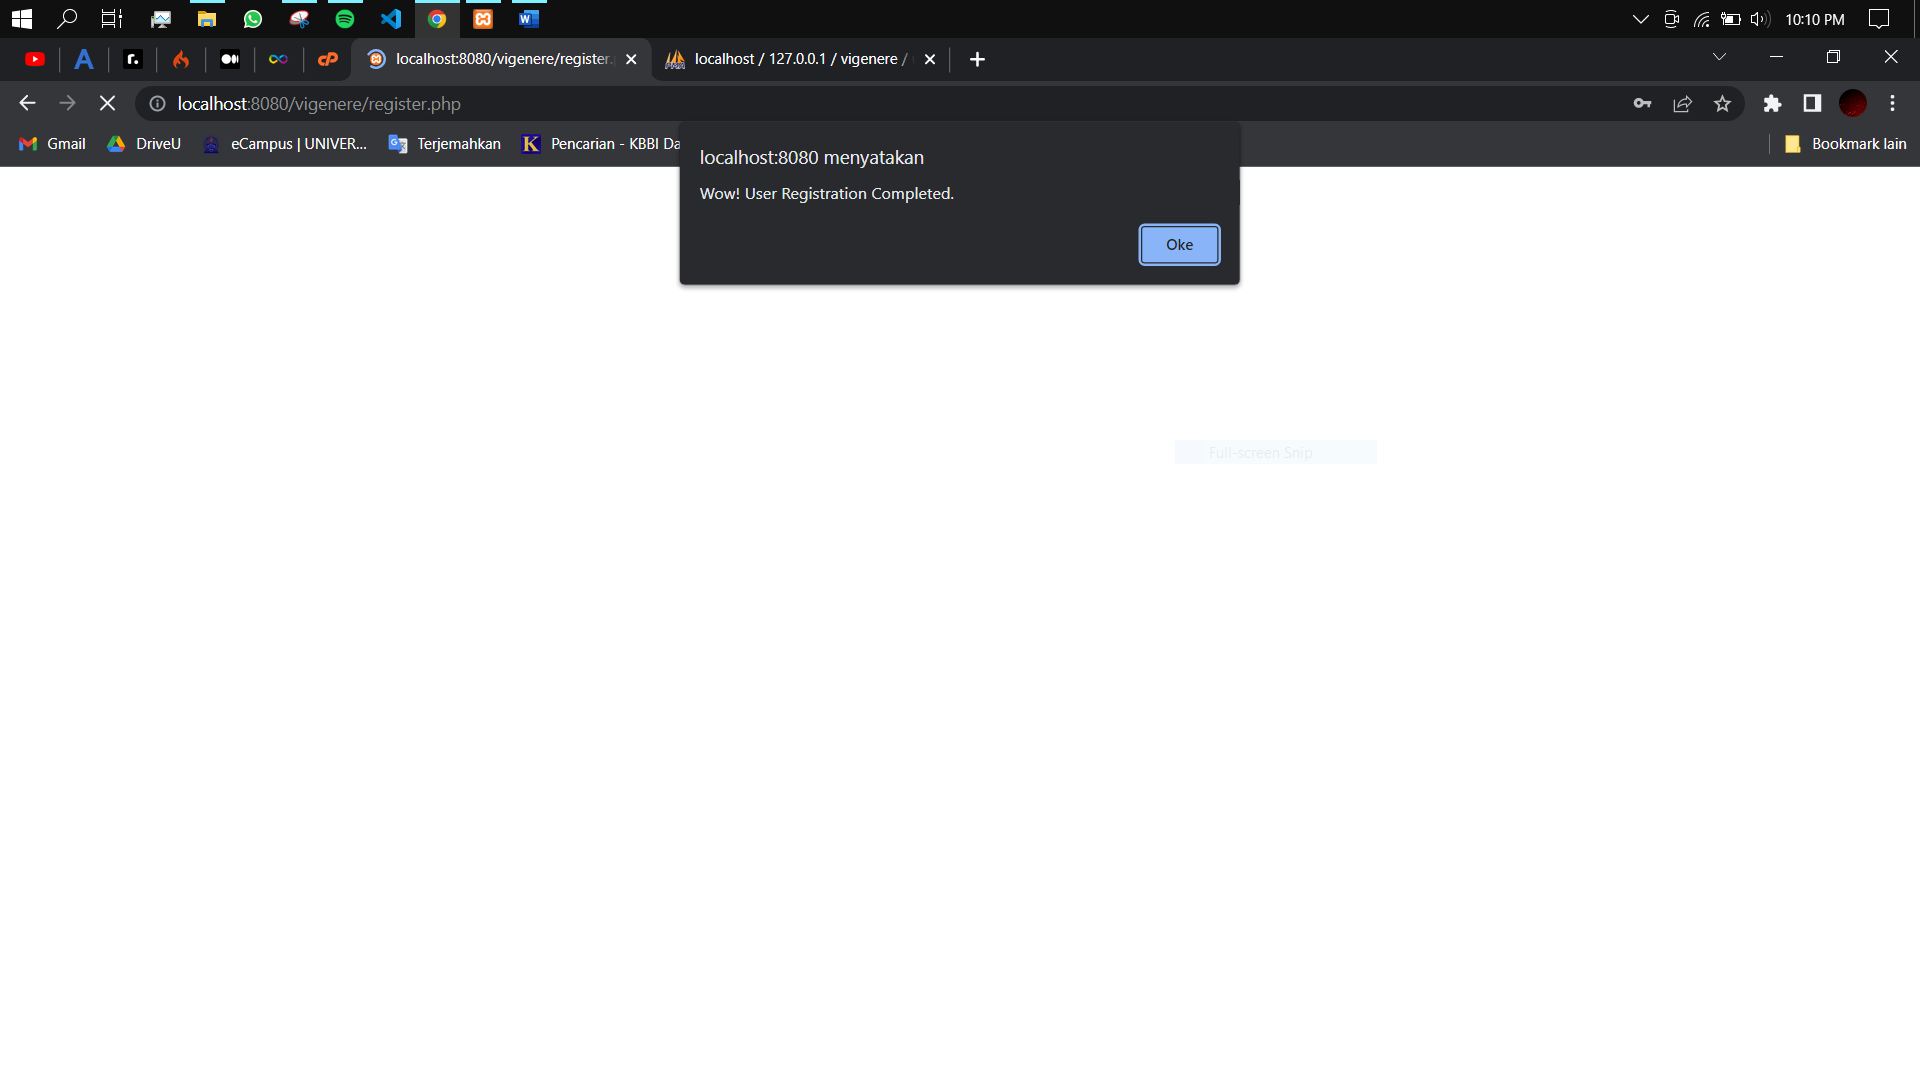 10:10 PM
localhost:8080/vigenere/register.
localhost / 127.0.0.1 / vigenere /
localhost:8080/vigenere/register.php
Gmail
DriveU
eCampus | UNIVER...
Terjemahkan
Pencarian - KBBI Da
Bookmark lain
localhost:8080 menyatakan
Wow! User Registration Completed.
Oke
Full-screen Snip